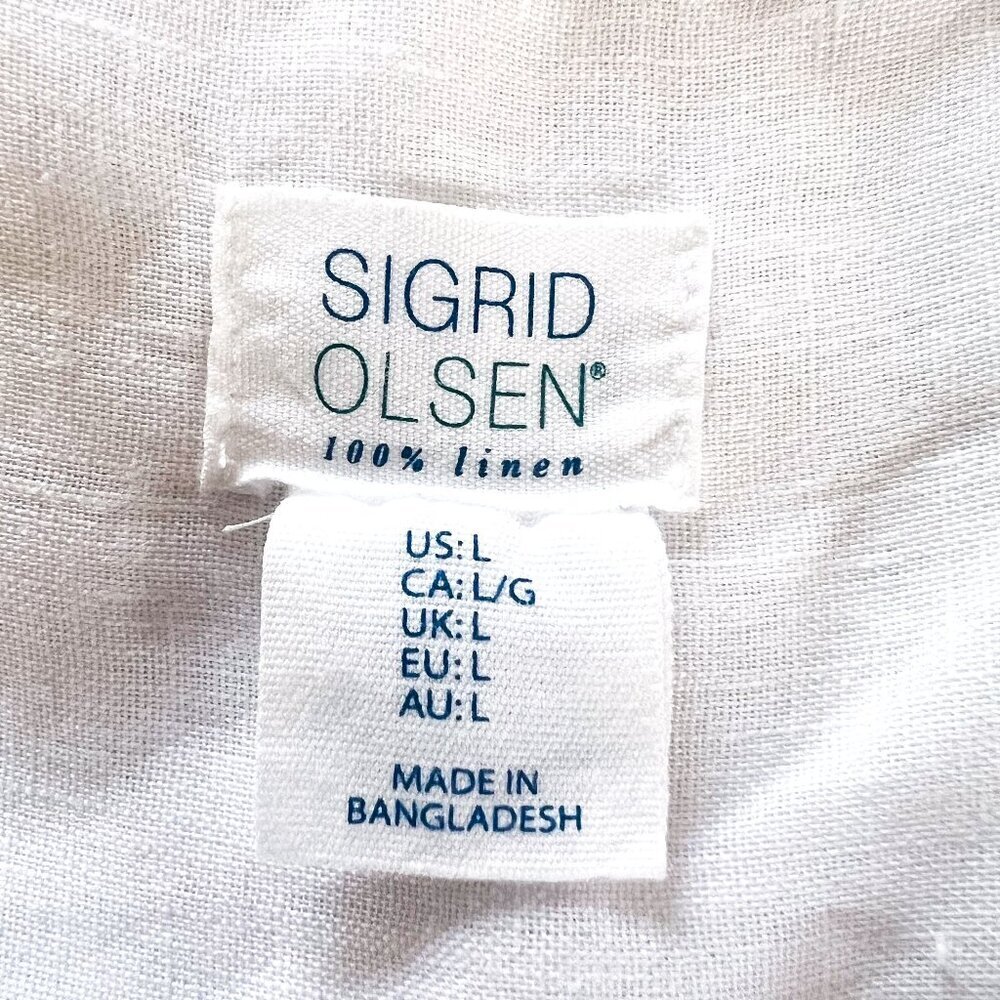 SIGRID
OLSEN®
100% linen
US: L
CA: L/G
UK: L
EU: L
AU: L
MADE IN
BANGLADESH